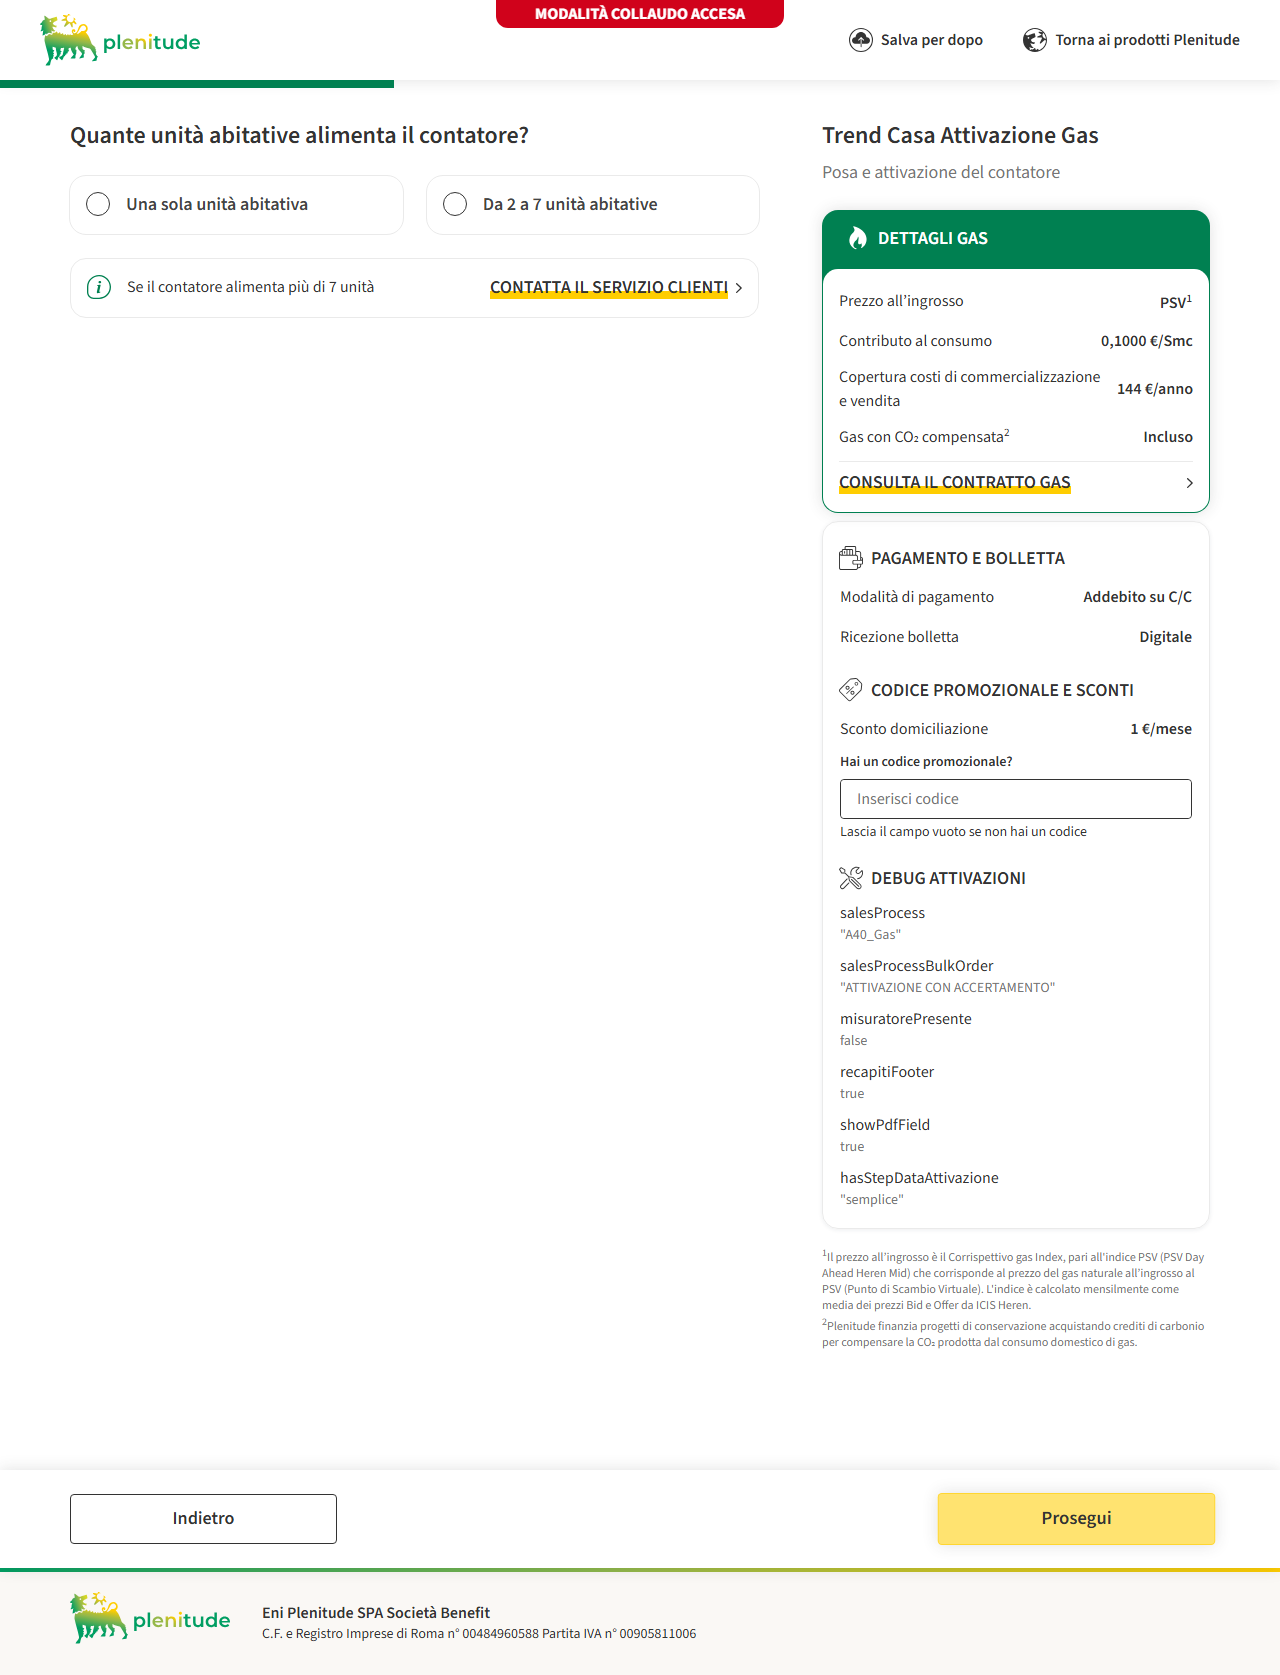 MODALITÀ COLLAUDO ACCESA
plenitude
Salva per dopo
Torna ai prodotti Plenitude
Quante unità abitative alimenta il contatore?
Una sola unità abitativa
Da 2 a 7 unità abitative
Se il contatore alimenta più di 7 unità
CONTATTA IL SERVIZIO CLIENTI
Trend Casa Attivazione Gas
Posa e attivazione del contatore
DETTAGLI GAS
Prezzo all'ingrosso PSV¹
Contributo al consumo 0,1000 €/Smc
Copertura costi di commercializzazione
e vendita
144 €/anno
Gas con CO₂ compensata² Incluso
CONSULTA IL CONTRATTO GAS
PAGAMENTO E BOLLETTA
Modalità di pagamento Addebito su C/C
Ricezione bolletta Digitale
CODICE PROMOZIONALE E SCONTI
Sconto domiciliazione 1 €/mese
Hai un codice promozionale?
Inserisci codice
Lascia il campo vuoto se non hai un codice
DEBUG ATTIVAZIONI
salesProcess
"A40_Gas"
salesProcessBulkOrder
"ATTIVAZIONE CON ACCERTAMENTO"
misuratorePresente
false
recapitiFooter
true
showPdfField
true
hasStepDataAttivazione
"semplice"
¹Il prezzo all'ingrosso è il Corrispettivo gas Index, pari all'indice PSV (PSV Day
Ahead Heren Mid) che corrisponde al prezzo del gas naturale all'ingrosso al
PSV (Punto di Scambio Virtuale). L'indice è calcolato mensilmente come
media dei prezzi Bid e Offer da ICIS Heren.
²Plenitude finanzia progetti di conservazione acquistando crediti di carbonio
per compensare la CO₂ prodotta dal consumo domestico di gas.
Indietro
Prosegui
plenitude
Eni Plenitude SPA Società Benefit
C.F. e Registro Imprese di Roma n° 00484960588 Partita IVA n° 00905811006